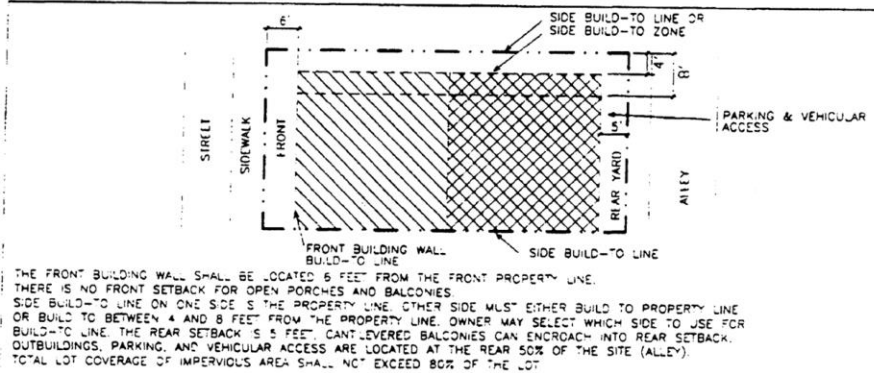 6'
SIDE BUILD-TO LINE OR
SIDE BUILD-TO ZONE
4'
8'
STREET
SIDEWALK
FRONT
PARKING & VEHICULAR
ACCESS
5'
REAR YARD
ALLEY
FRONT BUILDING WALL
BUILD-TO LINE
SIDE BUILD-TO LINE
THE FRONT BUILDING WALL SHALL BE LOCATED 6 FEET FROM THE FRONT PROPERTY LINE.
THERE IS NO FRONT SETBACK FOR OPEN PORCHES AND BALCONIES.
SIDE BUILD-TO LINE ON ONE SIDE IS THE PROPERTY LINE. OTHER SIDE MUST EITHER BUILD TO PROPERTY LINE
OR BUILD TO BETWEEN 4 AND 8 FEET FROM THE PROPERTY LINE. OWNER MAY SELECT WHICH SIDE TO USE FOR
BUILD-TO LINE. THE REAR SETBACK IS 5 FEET. CANTILEVERED BALCONIES CAN ENCROACH INTO REAR SETBACK.
OUTBUILDINGS, PARKING, AND VEHICULAR ACCESS ARE LOCATED AT THE REAR 50% OF THE SITE (ALLEY).
TOTAL LOT COVERAGE OF IMPERVIOUS AREA SHALL NOT EXCEED 80% OF THE LOT